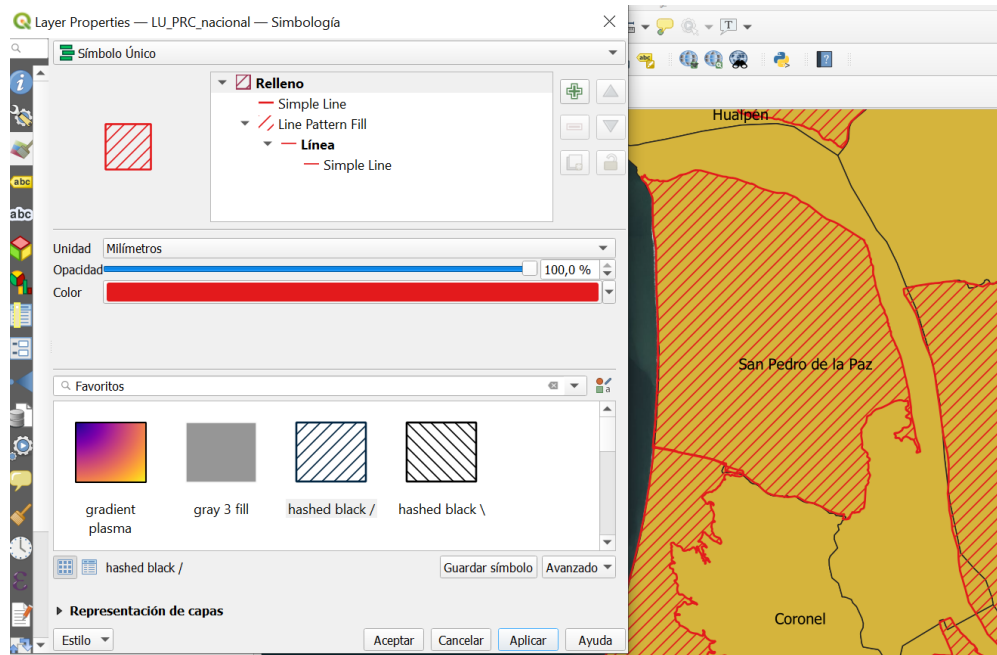 Layer Properties — LU_PRC_nacional — Simbología
Símbolo Único
Relleno
Simple Line
Line Pattern Fill
Línea
Simple Line
Unidad Milímetros
Opacidad 100,0 %
Color
Favoritos
gradient plasma
gray 3 fill
hashed black /
hashed black \
hashed black /
Guardar símbolo
Avanzado
Representación de capas
Estilo
Aceptar
Cancelar
Aplicar
Ayuda
abc
abc
T
abc
?
Hualpén
San Pedro de la Paz
Coronel